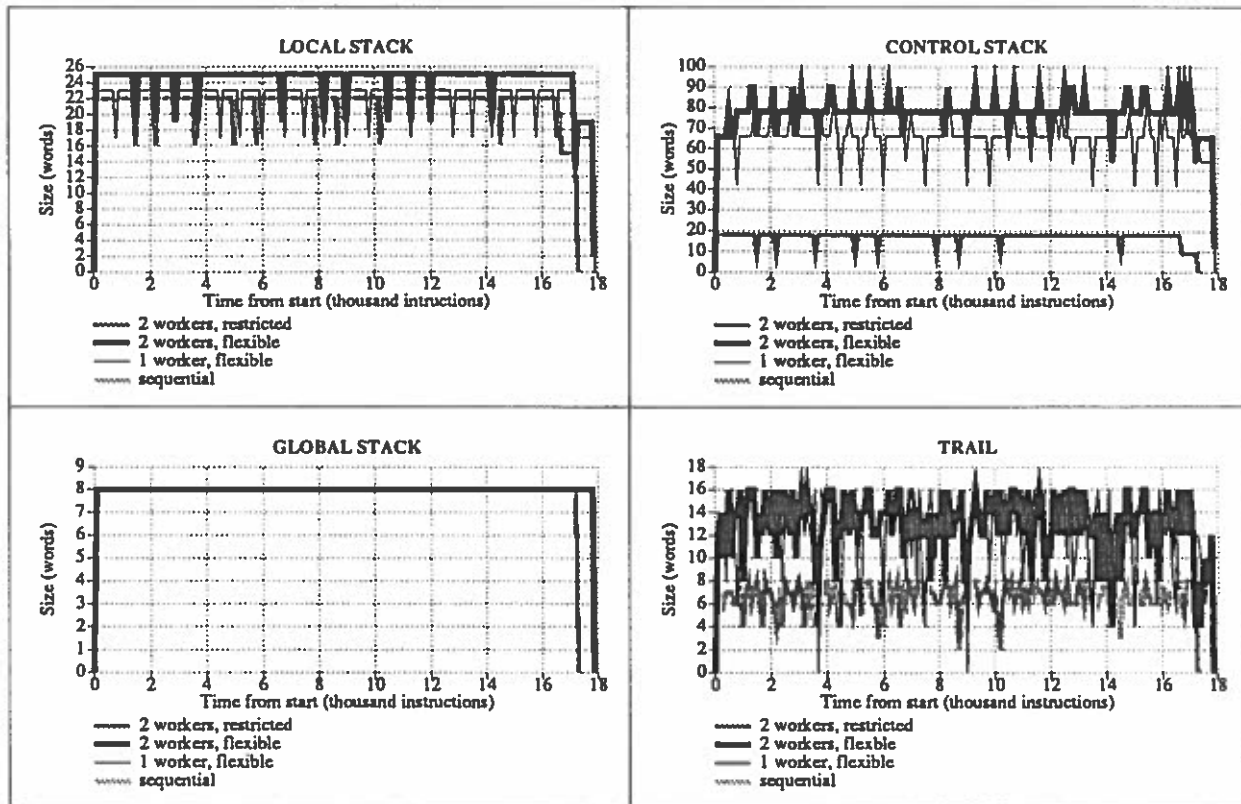 LOCAL STACK
26
24
22
20
18
16
14
12
10
8
6
4
2
0
Size (words)
0 2 4 6 8 10 12 14 16 18
Time from start (thousand intructions)
2 workers, restricted
2 workers, flexible
1 worker, flexible
sequential
CONTROL STACK
100
90
80
70
60
50
40
30
20
10
0
Size (words)
0 2 4 6 8 10 12 14 16 18
Time from start (thousand intructions)
2 workers, restricted
2 workers, flexible
1 worker, flexible
sequential
GLOBAL STACK
9
8
7
6
5
4
3
2
1
0
Size (words)
0 2 4 6 8 10 12 14 16 18
Time from start (thousand instructions)
2 workers, restricted
2 workers, flexible
1 worker, flexible
sequential
TRAIL
18
16
14
12
10
8
6
4
2
0
Size (words)
0 2 4 6 8 10 12 14 16 18
Time from start (thousand instructions)
2 workers, restricted
2 workers, flexble
1 worker, flexible
sequential